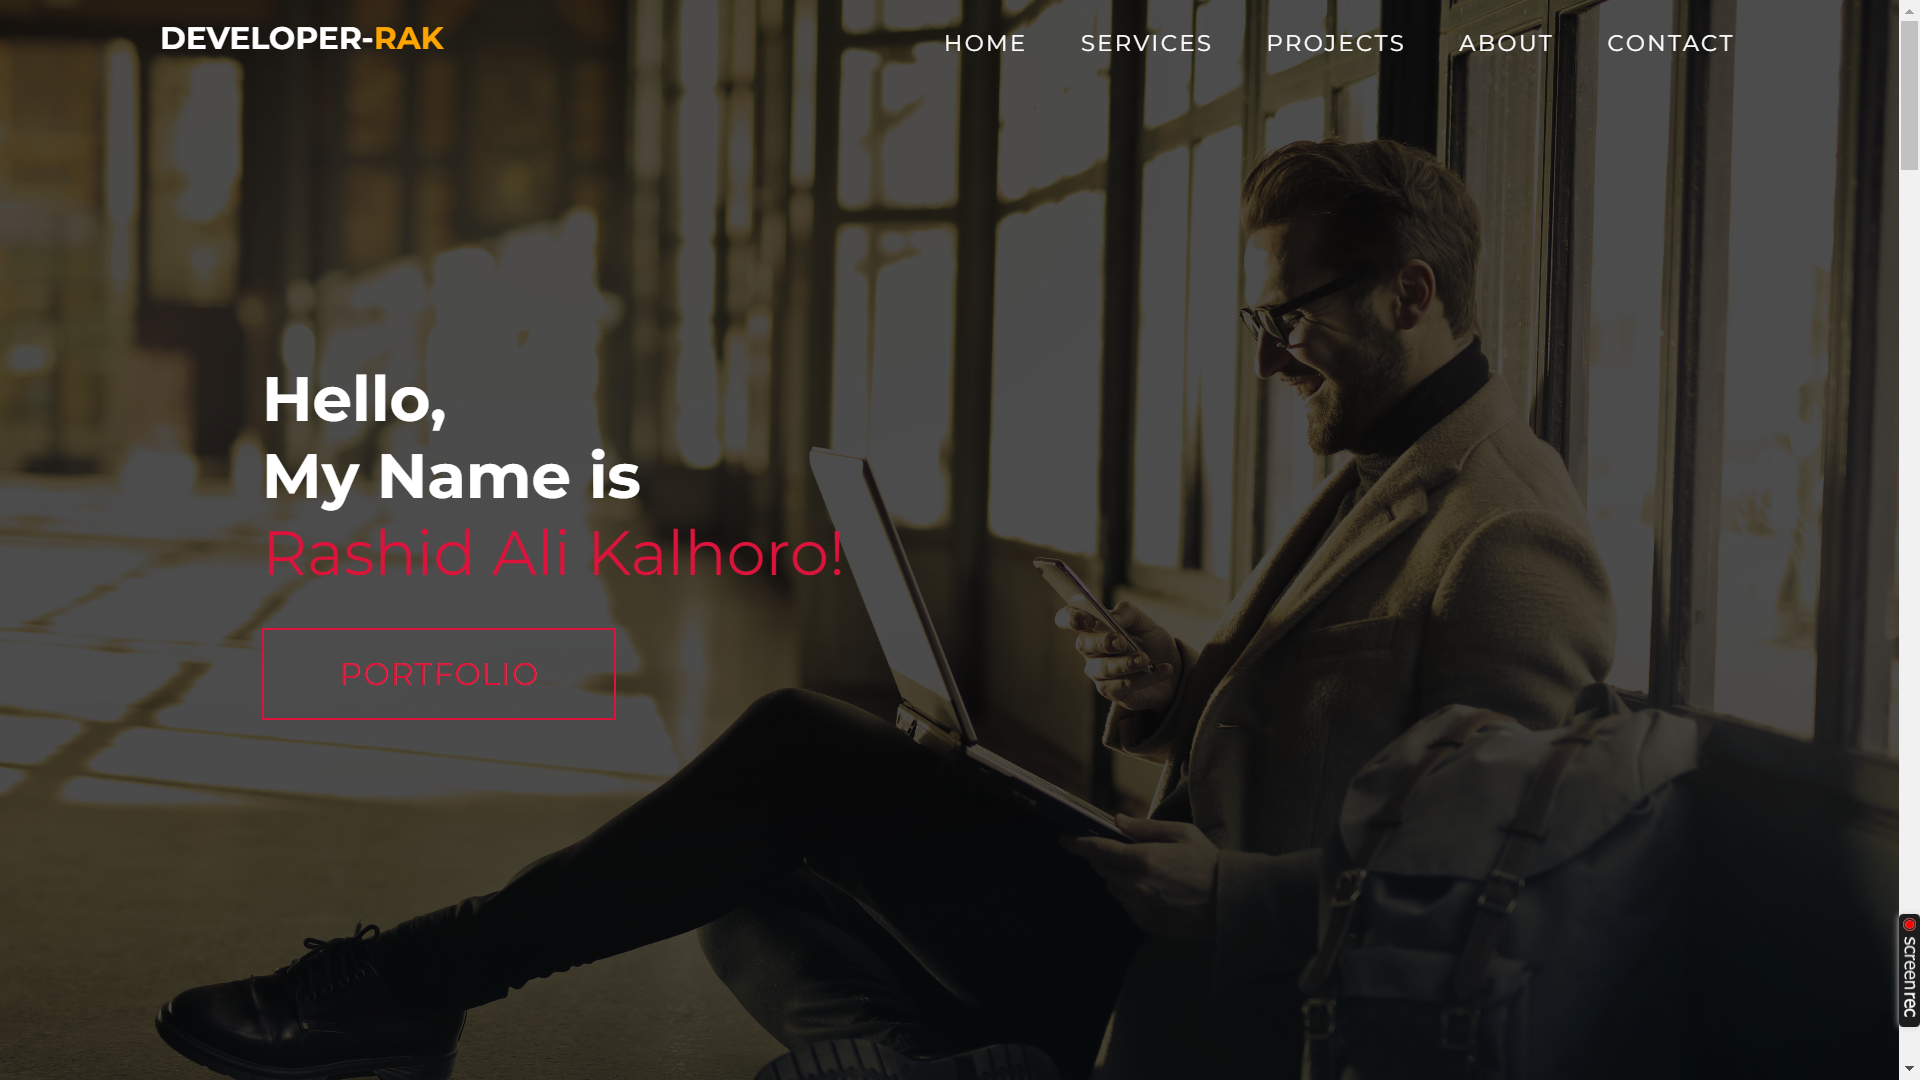 DEVELOPER-RAK
HOME SERVICES PROJECTS ABOUT CONTACT
Hello,
My Name is
Rashid Ali Kalhoro!
PORTFOLIO
screenrec